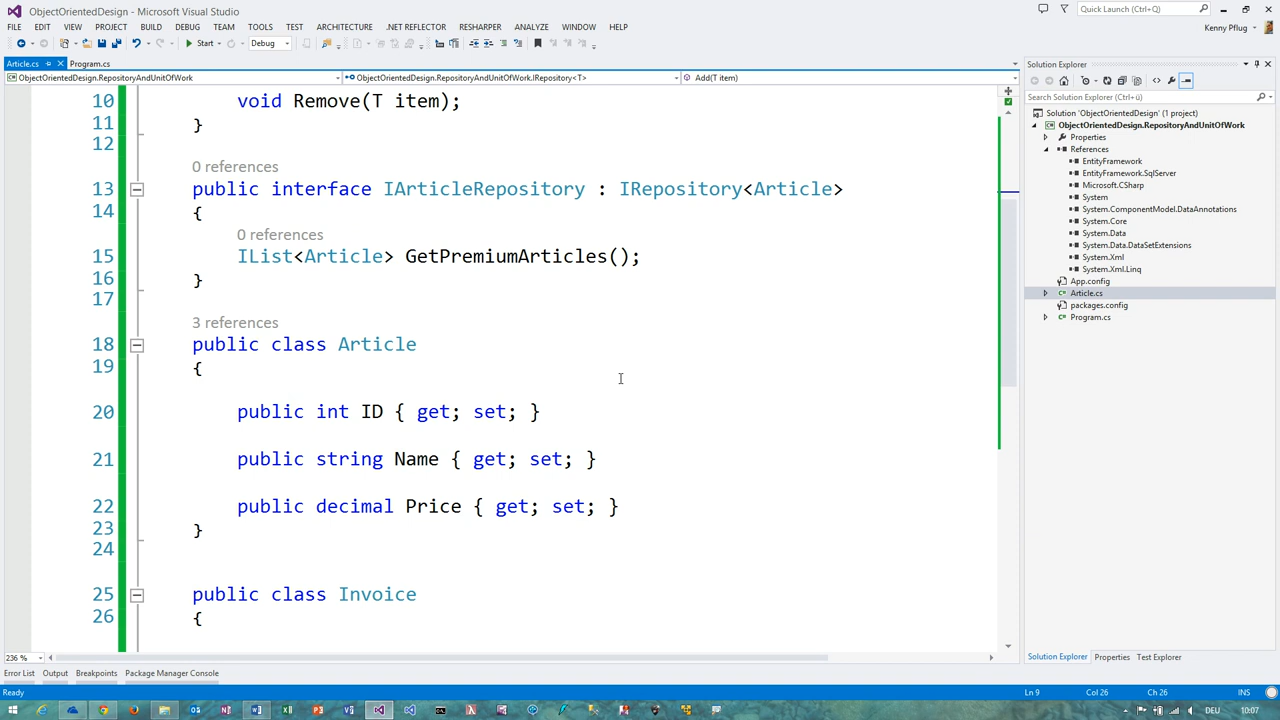 ObjectOrientedDesign - Microsoft Visual Studio
Quick Launch (Ctrl+Q)
FILE EDIT VIEW PROJECT BUILD DEBUG TEAM TOOLS TEST ARCHITECTURE .NET REFLECTOR RESHARPER ANALYZE WINDOW HELP
Kenny Pflug
Start
Debug
Article.cs
Program.cs
ObjectOrientedDesign.RepositoryAndUnitOfWork
ObjectOrientedDesign.RepositoryAndUnitOfWork.IRepository<T>
Add(T item)
10 void Remove(T item);
11 }
12
0 references
13 public interface IArticleRepository : IRepository<Article>
14 {
0 references
15 IList<Article> GetPremiumArticles();
16 }
17
3 references
18 public class Article
19 {
20 public int ID { get; set; }
21 public string Name { get; set; }
22 public decimal Price { get; set; }
23 }
24
25 public class Invoice
26 {
236 %
Solution Explorer
Search Solution Explorer (Ctrl+ü)
Solution 'ObjectOrientedDesign' (1 project)
ObjectOrientedDesign.RepositoryAndUnitOfWork
Properties
References
EntityFramework
EntityFramework.SqlServer
Microsoft.CSharp
System
System.ComponentModel.DataAnnotations
System.Core
System.Data
System.Data.DataSetExtensions
System.Xml
System.Xml.Linq
App.config
Article.cs
packages.config
Program.cs
Solution Explorer Properties Test Explorer
Error List Output Breakpoints Package Manager Console
Ready
Ln 9 Col 26 Ch 26 INS
DEU 10:07